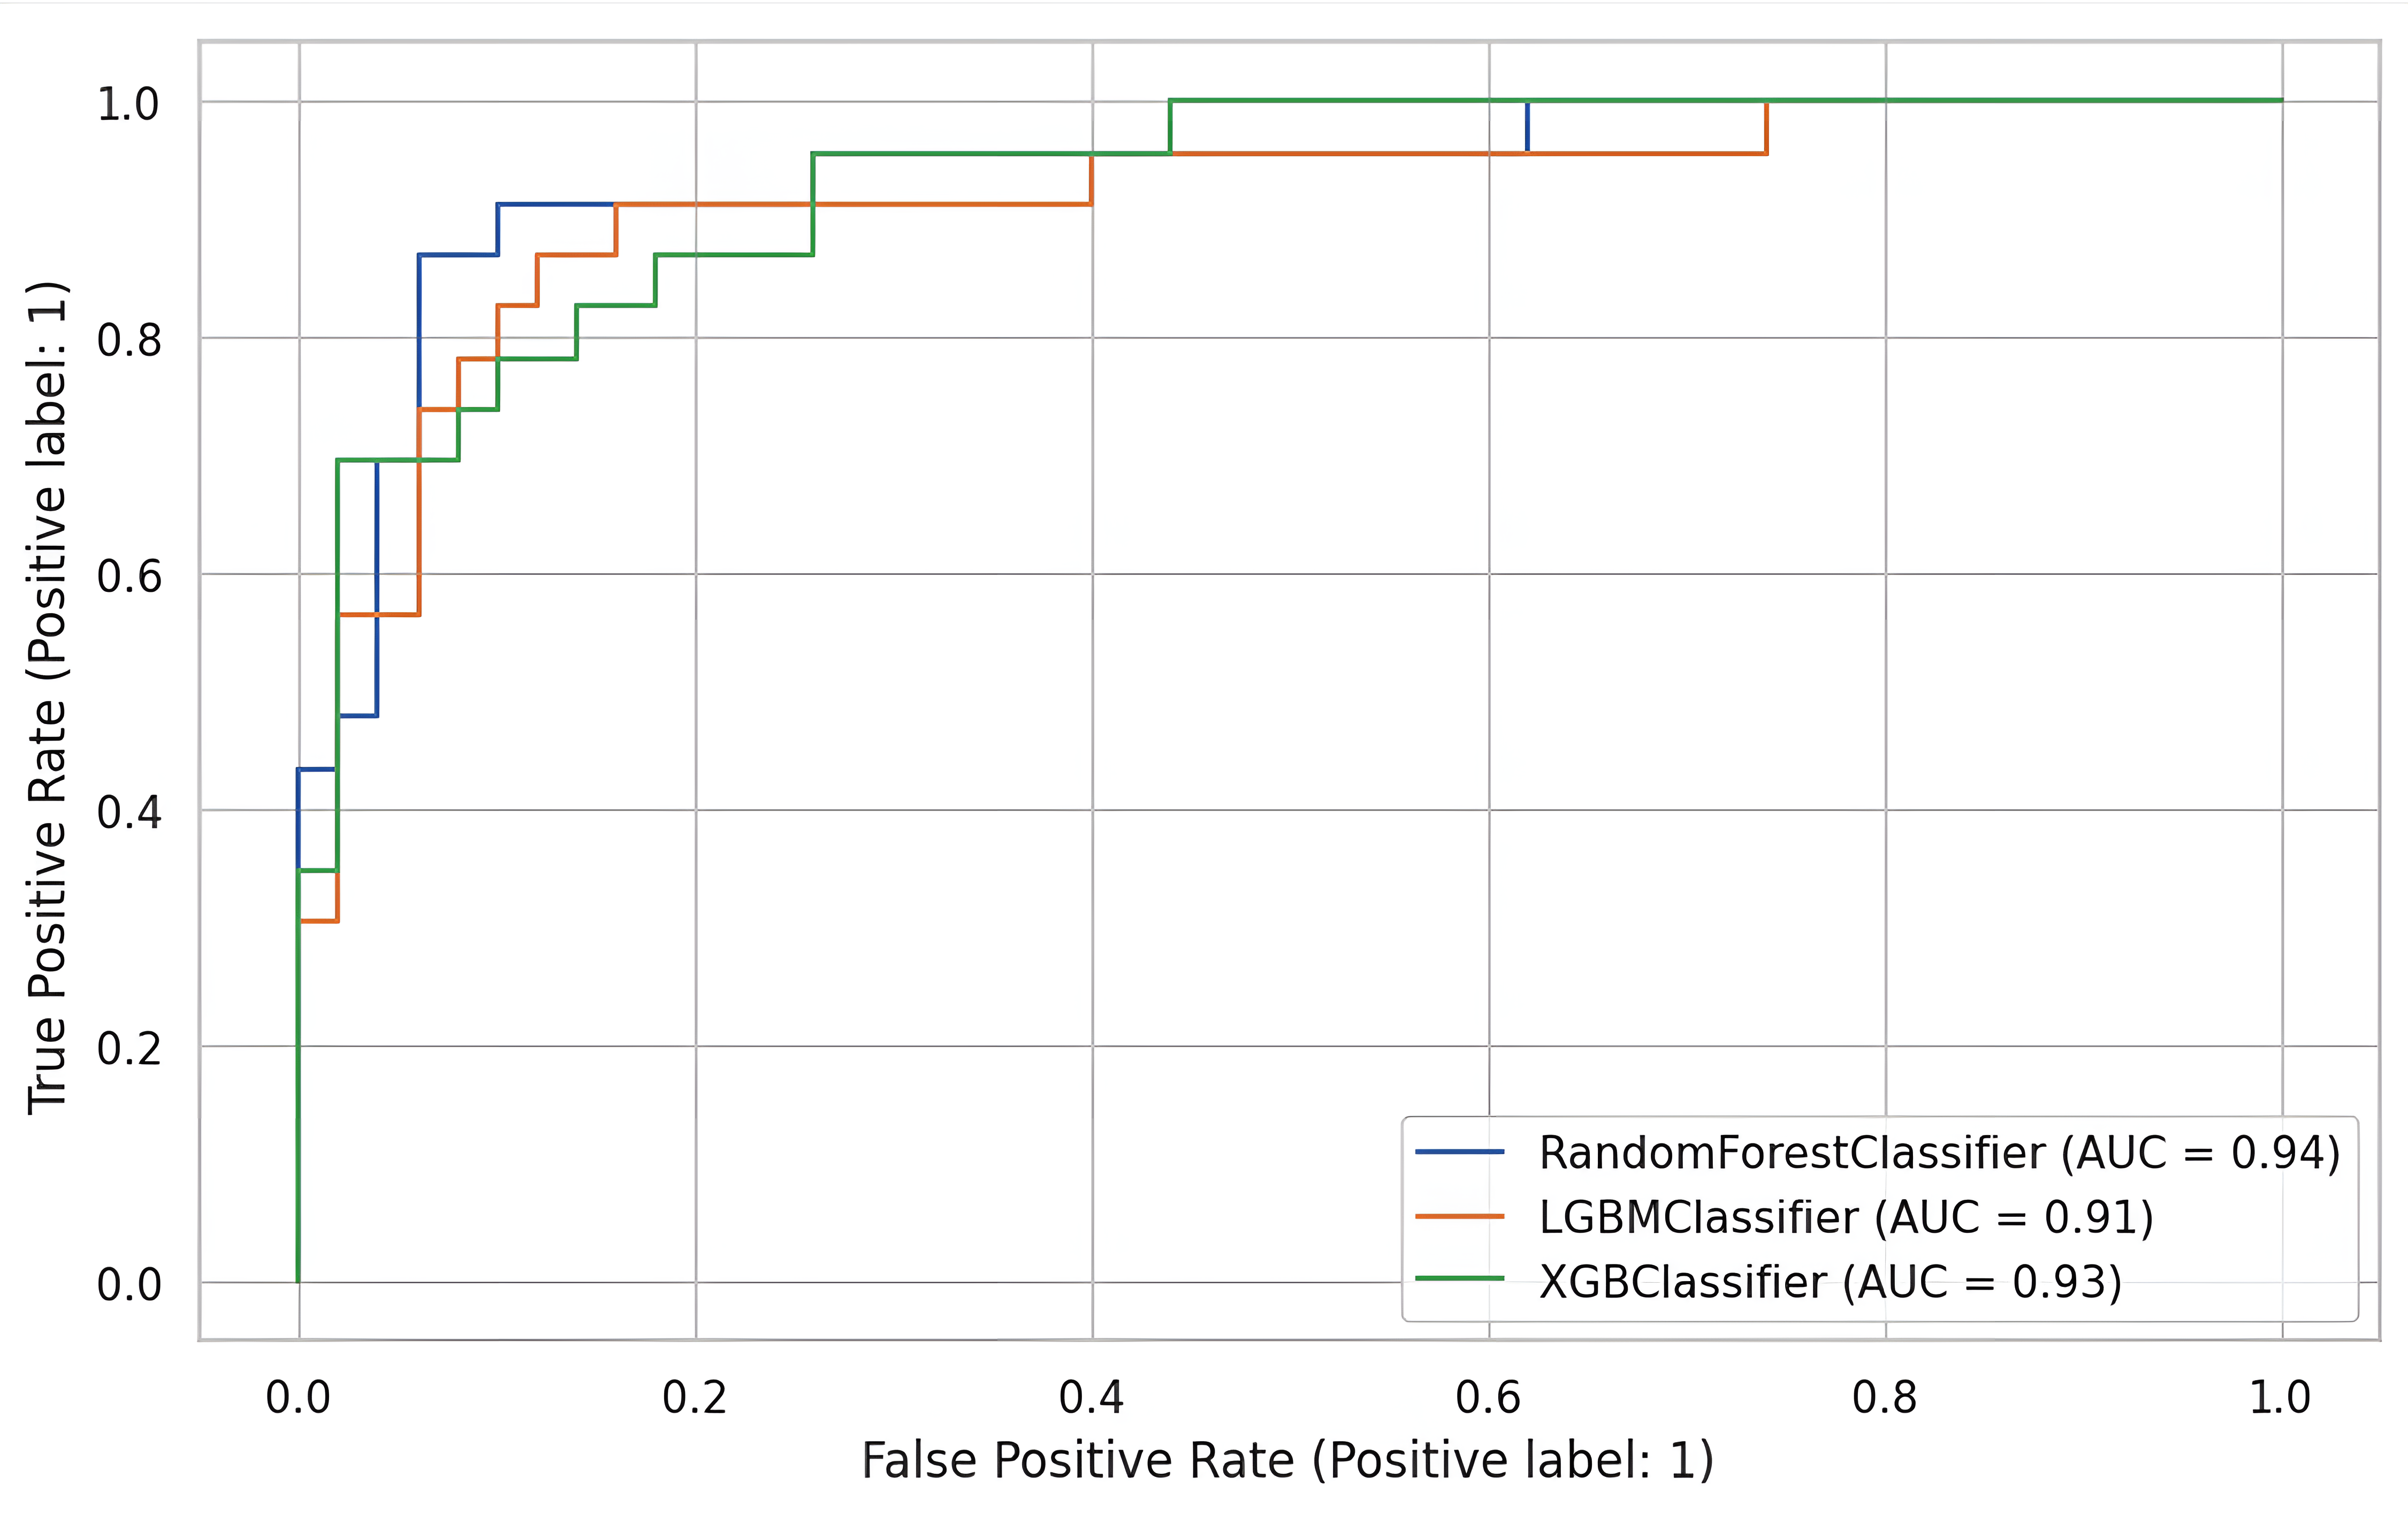 True Positive Rate (Positive label: 1)
1.0
0.8
0.6
0.4
0.2
0.0
RandomForestClassifier (AUC = 0.94)
LGBMClassifier (AUC = 0.91)
XGBClassifier (AUC = 0.93)
0.0 0.2 0.4 0.6 0.8 1.0
False Positive Rate (Positive label: 1)